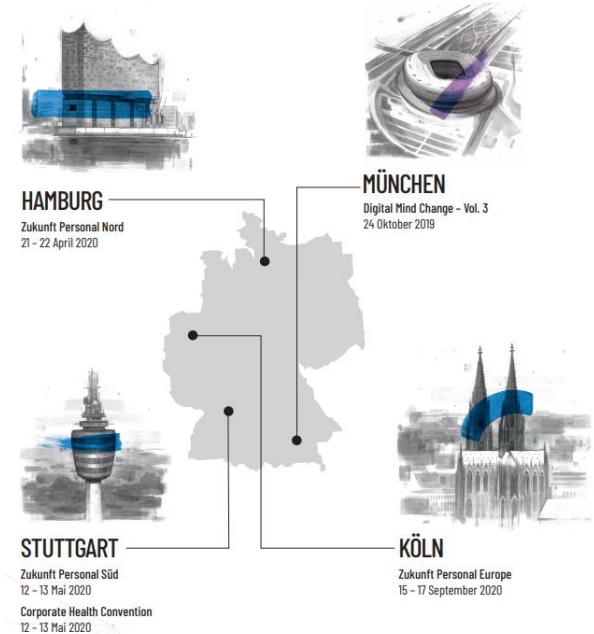 HAMBURG
Zukunft Personal Nord
21 – 22 April 2020
MÜNCHEN
Digital Mind Change – Vol. 3
24 Oktober 2019
STUTTGART
Zukunft Personal Süd
12 – 13 Mai 2020
Corporate Health Convention
12 – 13 Mai 2020
KÖLN
Zukunft Personal Europe
15 – 17 September 2020